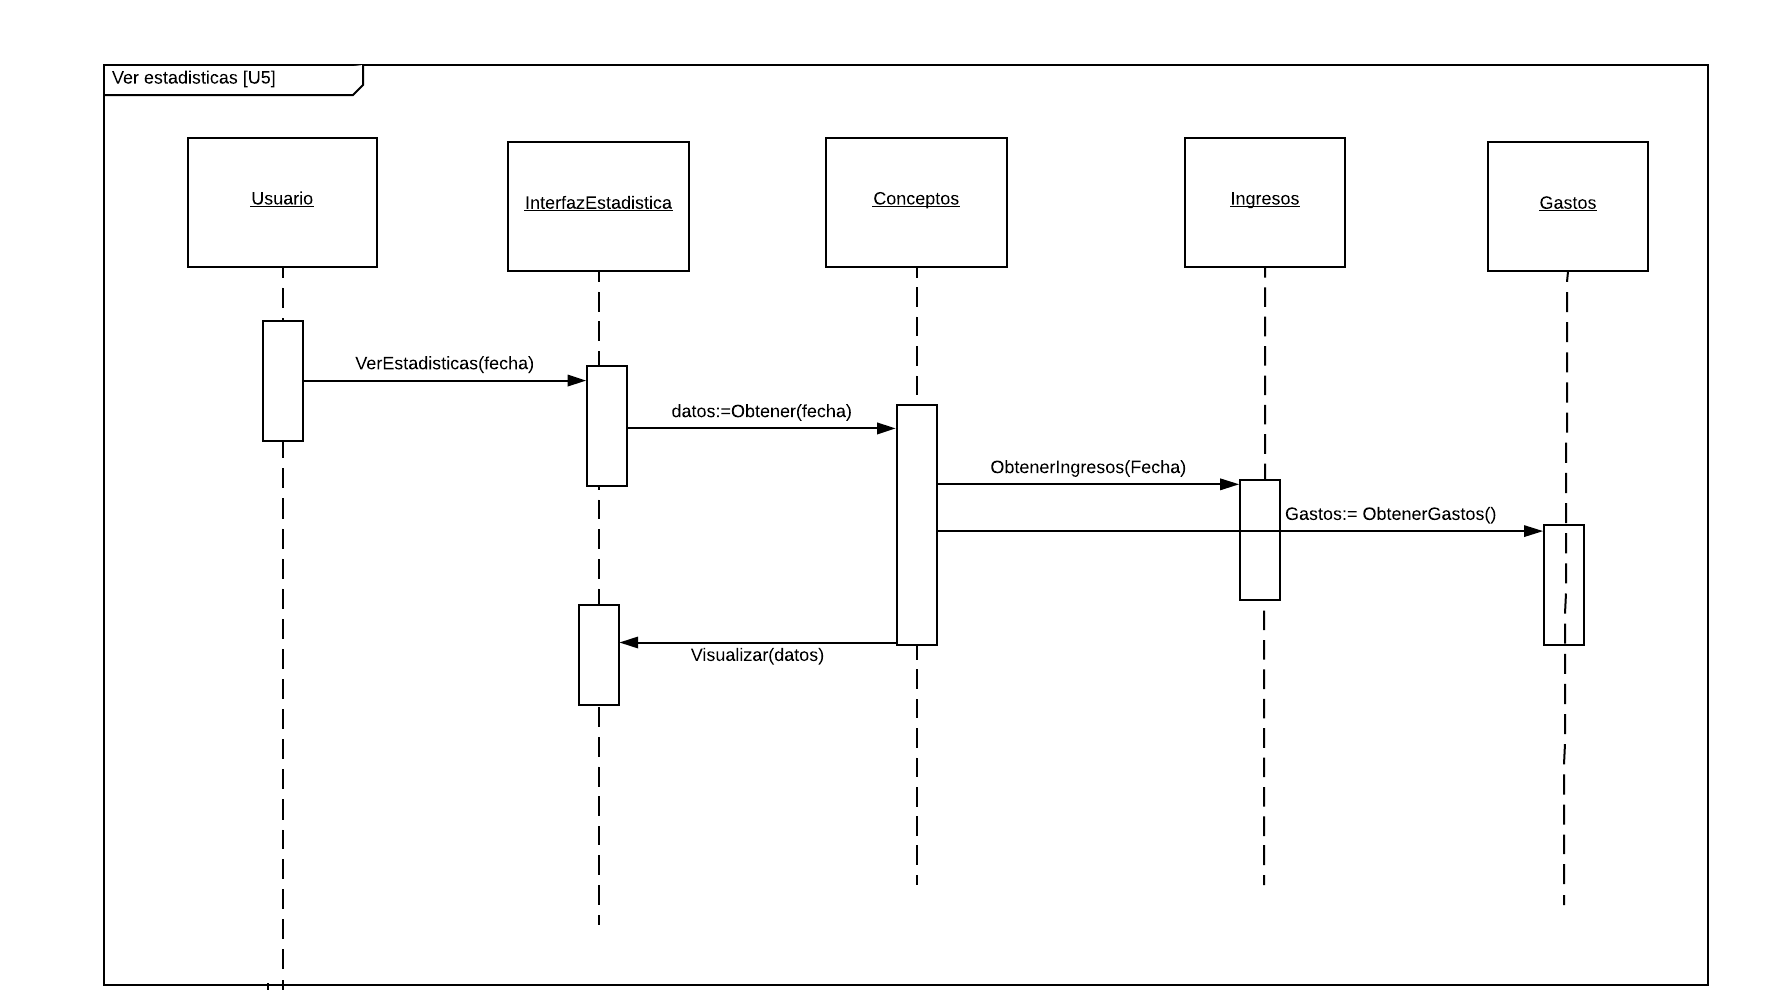 Ver estadisticas [U5]
Usuario
InterfazEstadistica
Conceptos
Ingresos
Gastos
VerEstadisticas(fecha)
datos:=Obtener(fecha)
ObtenerIngresos(Fecha)
Gastos:= ObtenerGastos()
Visualizar(datos)